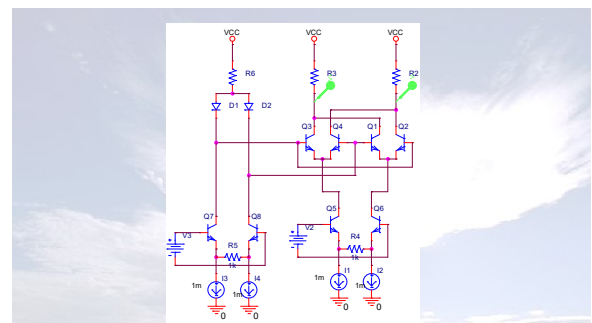 VCC VCC VCC
R6 R3 R2
D1 D2
Q3 Q4 Q1 Q2
Q7 Q8 Q5 Q6
V3 V2
R5 R4
1k 1k
I3 I4 I1 I2
1m 1m 1m 1m
0 0 0 0